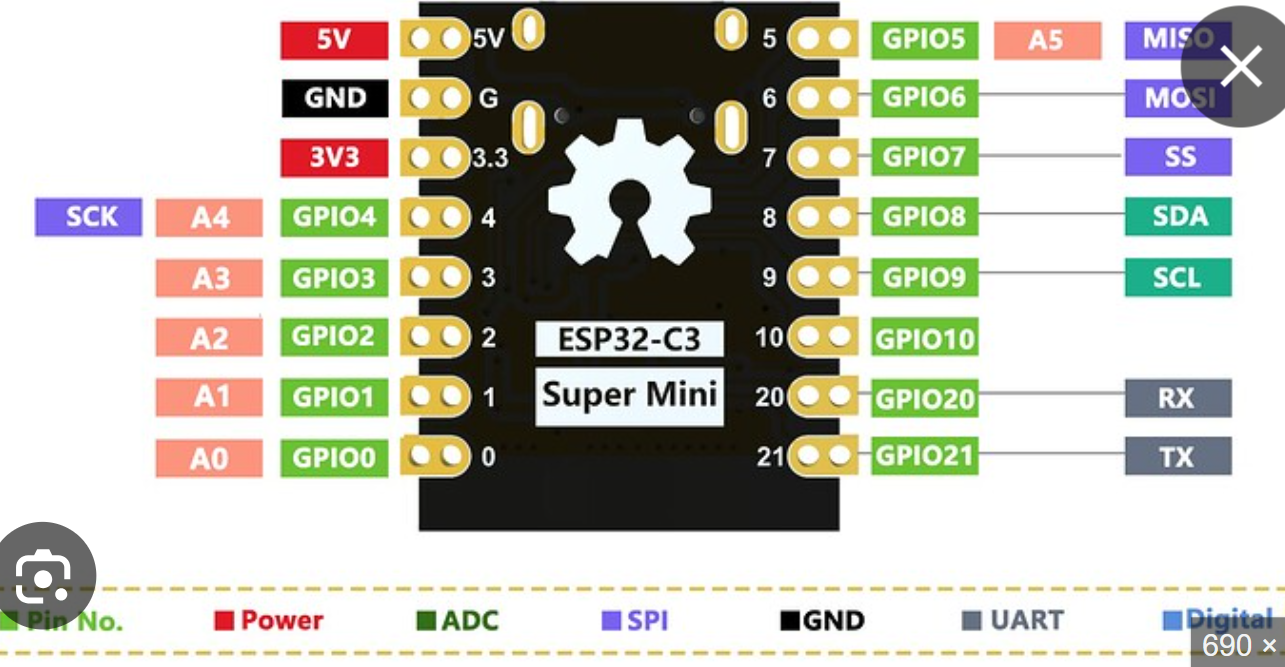 5V 5V 5 GPIO5 A5 MISO
GND G 6 GPIO6 MOSI
3V3 3.3 7 GPIO7 SS
SCK A4 GPIO4 4 8 GPIO8 SDA
A3 GPIO3 3 9 GPIO9 SCL
A2 GPIO2 2 10 GPIO10
A1 GPIO1 1 20 GPIO20 RX
A0 GPIO0 0 21 GPIO21 TX
ESP32-C3
Super Mini
Pin No. Power ADC SPI GND UART Digital
690 ×